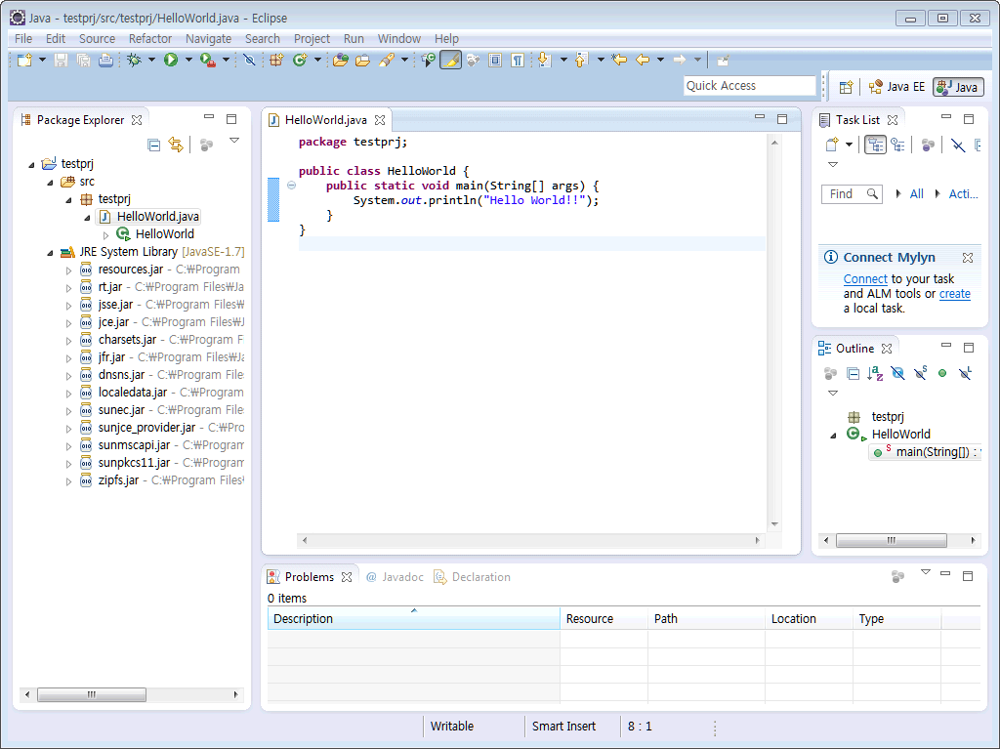 Java - testprj/src/testprj/HelloWorld.java - Eclipse
File Edit Source Refactor Navigate Search Project Run Window Help
Quick Access
Java EE
Java
Package Explorer
testprj
src
testprj
HelloWorld.java
HelloWorld
JRE System Library [JavaSE-1.7]
resources.jar - C:₩Program
rt.jar - C:₩Program Files₩Ja
jsse.jar - C:₩Program Files₩
jce.jar - C:₩Program Files₩J
charsets.jar - C:₩Program F
jfr.jar - C:₩Program Files₩Ja
dnsns.jar - C:₩Program File
localedata.jar - C:₩Program
sunec.jar - C:₩Program File
sunjce_provider.jar - C:₩Pro
sunmscapi.jar - C:₩Program
sunpkcs11.jar - C:₩Program
zipfs.jar - C:₩Program Files₩
HelloWorld.java
package testprj;
public class HelloWorld {
public static void main(String[] args) {
System.out.println("Hello World!!");
}
}
Task List
Find
All
Acti...
Connect Mylyn
Connect to your task
and ALM tools or create
a local task.
Outline
testprj
HelloWorld
main(String[]) :
Problems
@ Javadoc
Declaration
0 items
Description Resource Path Location Type
Writable
Smart Insert
8 : 1